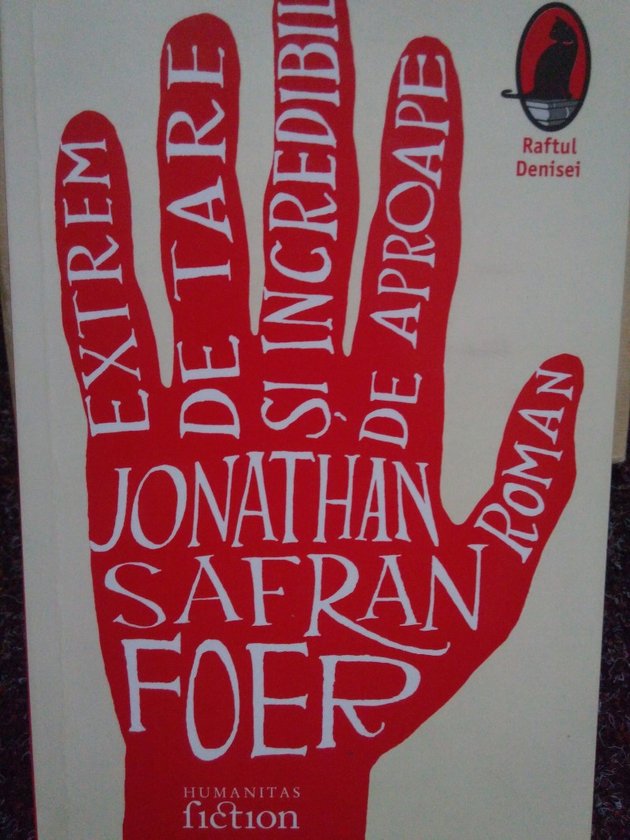 EXTREM
DE TARE
ȘI INCREDIBIL
DE APROAPE
ROMAN
JONATHAN
SAFRAN
FOER
Raftul
Denisei
HUMANITAS
fiction